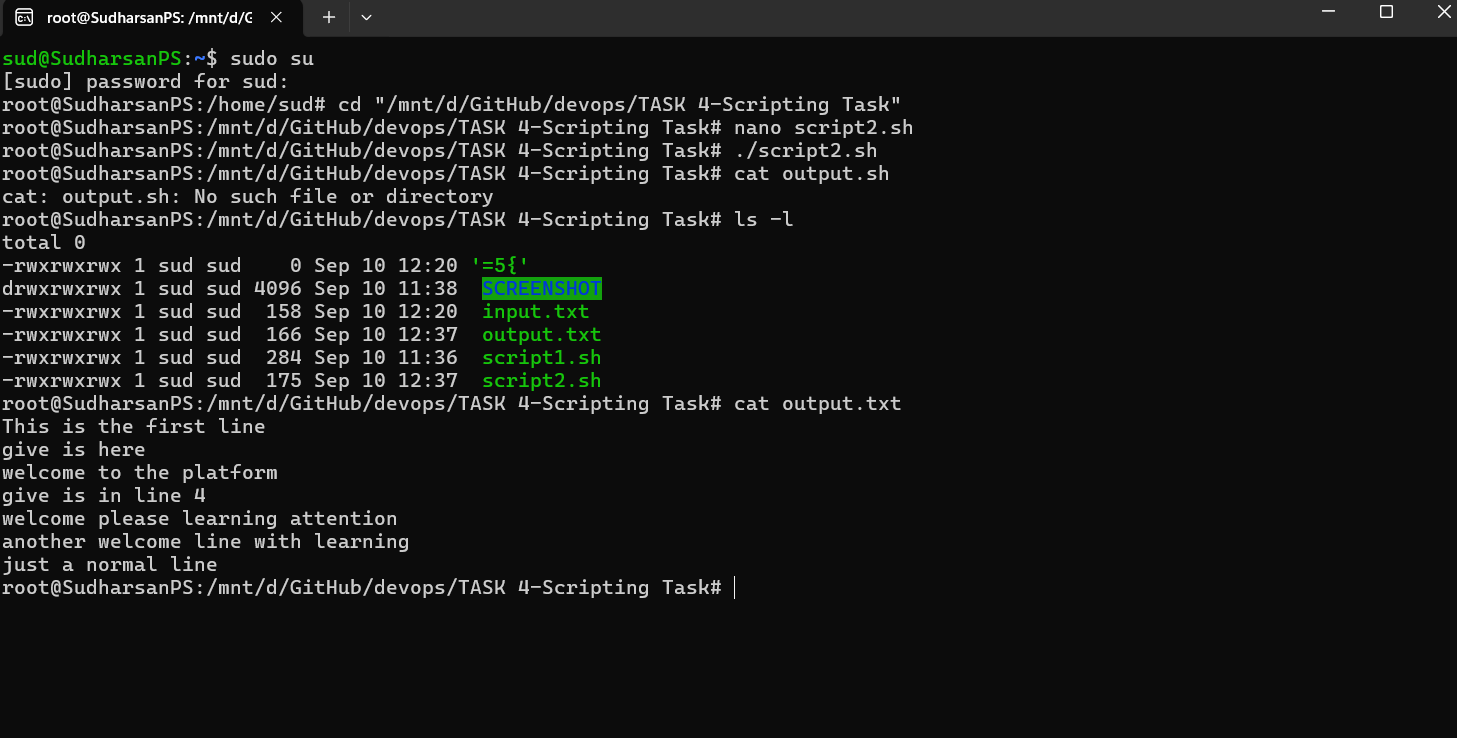 root@SudharsanPS: /mnt/d/G
sud@SudharsanPS:~$ sudo su
[sudo] password for sud:
root@SudharsanPS:/home/sud# cd "/mnt/d/GitHub/devops/TASK 4-Scripting Task"
root@SudharsanPS:/mnt/d/GitHub/devops/TASK 4-Scripting Task# nano script2.sh
root@SudharsanPS:/mnt/d/GitHub/devops/TASK 4-Scripting Task# ./script2.sh
root@SudharsanPS:/mnt/d/GitHub/devops/TASK 4-Scripting Task# cat output.sh
cat: output.sh: No such file or directory
root@SudharsanPS:/mnt/d/GitHub/devops/TASK 4-Scripting Task# ls -l
total 0
-rwxrwxrwx 1 sud sud    0 Sep 10 12:20 '=5{'
drwxrwxrwx 1 sud sud 4096 Sep 10 11:38  SCREENSHOT
-rwxrwxrwx 1 sud sud  158 Sep 10 12:20  input.txt
-rwxrwxrwx 1 sud sud  166 Sep 10 12:37  output.txt
-rwxrwxrwx 1 sud sud  284 Sep 10 11:36  script1.sh
-rwxrwxrwx 1 sud sud  175 Sep 10 12:37  script2.sh
root@SudharsanPS:/mnt/d/GitHub/devops/TASK 4-Scripting Task# cat output.txt
This is the first line
give is here
welcome to the platform
give is in line 4
welcome please learning attention
another welcome line with learning
just a normal line
root@SudharsanPS:/mnt/d/GitHub/devops/TASK 4-Scripting Task#